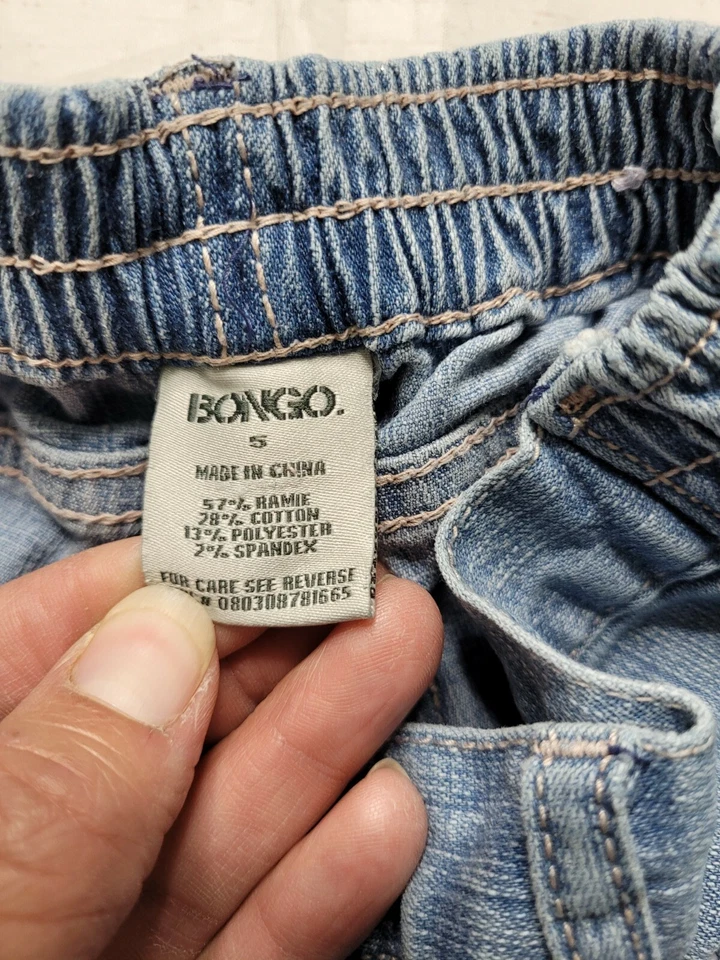 BONGO.
5
MADE IN CHINA
57% RAMIE
28% COTTON
13% POLYESTER
2% SPANDEX
FOR CARE SEE REVERSE
# 080308781665